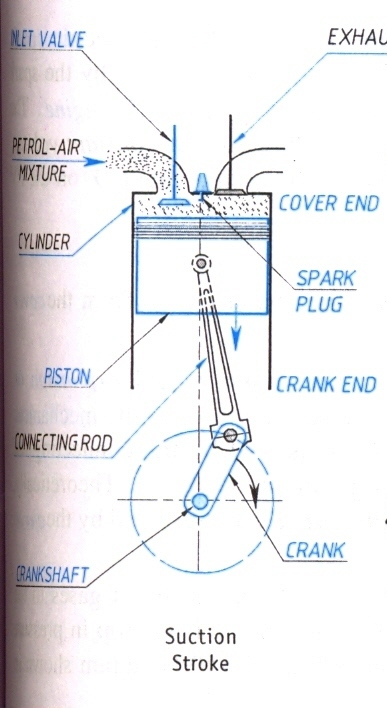 INLET VALVE
EXHAU
PETROL-AIR
MIXTURE
COVER END
CYLINDER
SPARK
PLUG
PISTON
CRANK END
CONNECTING ROD
CRANK
CRANKSHAFT
Suction
Stroke